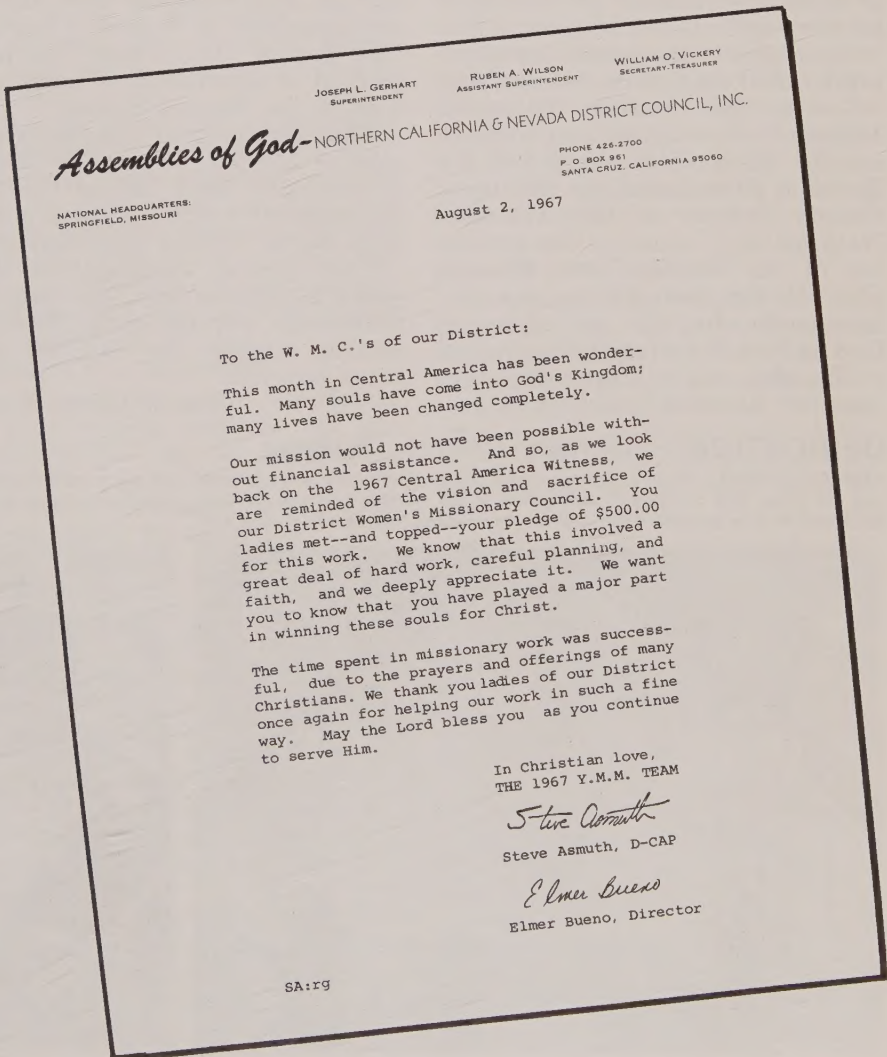 JOSEPH L. GERHART
SUPERINTENDENT
RUBEN A. WILSON
ASSISTANT SUPERINTENDENT
WILLIAM O. VICKERY
SECRETARY-TREASURER
Assemblies of God-NORTHERN CALIFORNIA & NEVADA DISTRICT COUNCIL, INC.
PHONE 426-2700
P O BOX 961
SANTA CRUZ, CALIFORNIA 95060
NATIONAL HEADQUARTERS:
SPRINGFIELD, MISSOURI
August 2, 1967
To the W. M. C.'s of our District:
This month in Central America has been wonder-
ful. Many souls have come into God's Kingdom;
many lives have been changed completely.
Our mission would not have been possible with-
out financial assistance. And so, as we look
back on the 1967 Central America Witness, we
are reminded of the vision and sacrifice of
our District Women's Missionary Council. You
ladies met--and topped--your pledge of $500.00
for this work. We know that this involved a
great deal of hard work, careful planning, and
faith, and we deeply appreciate it. We want
you to know that you have played a major part
in winning these souls for Christ.
The time spent in missionary work was success-
ful, due to the prayers and offerings of many
Christians. We thank you ladies of our District
once again for helping our work in such a fine
way. May the Lord bless you as you continue
to serve Him.
In Christian love,
THE 1967 Y.M.M. TEAM
Steve Asmuth
Steve Asmuth, D-CAP
Elmer Bueno
Elmer Bueno, Director
SA:rg